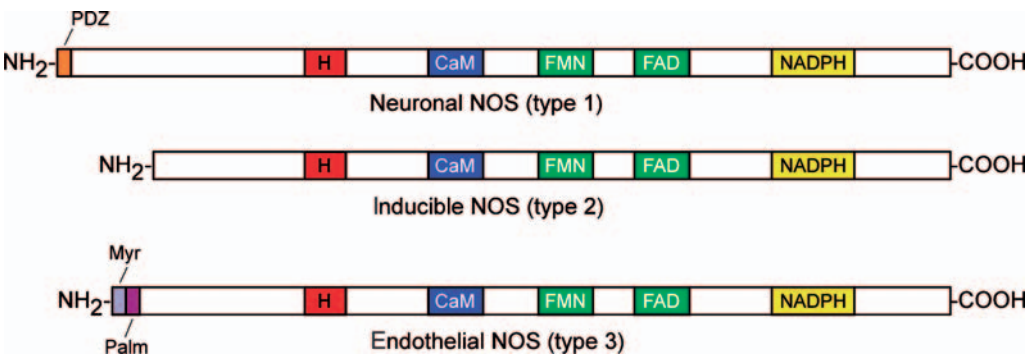 PDZ
NH2- H CaM FMN FAD NADPH -COOH
Neuronal NOS (type 1)
NH2- H CaM FMN FAD NADPH -COOH
Inducible NOS (type 2)
Myr
NH2- H CaM FMN FAD NADPH -COOH
Palm
Endothelial NOS (type 3)